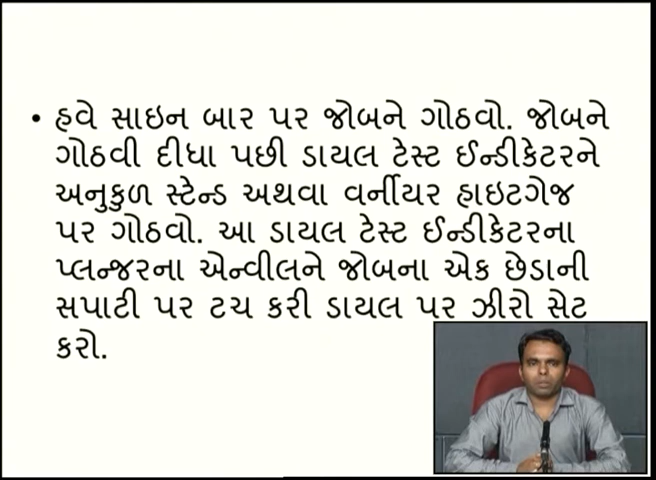 • હવે સાઇન બાર પર જોબને ગોઠવો. જોબને
ગોઠવી દીધા પછી ડાયલ ટેસ્ટ ઈન્ડીકેટરને
અનુકુળ સ્ટેન્ડ અથવા વર્નીયર હાઇટગેજ
પર ગોઠવો. આ ડાયલ ટેસ્ટ ઈન્ડીકેટરના
પ્લન્જરના એન્વીલને જોબના એક છેડાની
સપાટી પર ટચ કરી ડાયલ પર ઝીરો સેટ
કરો.